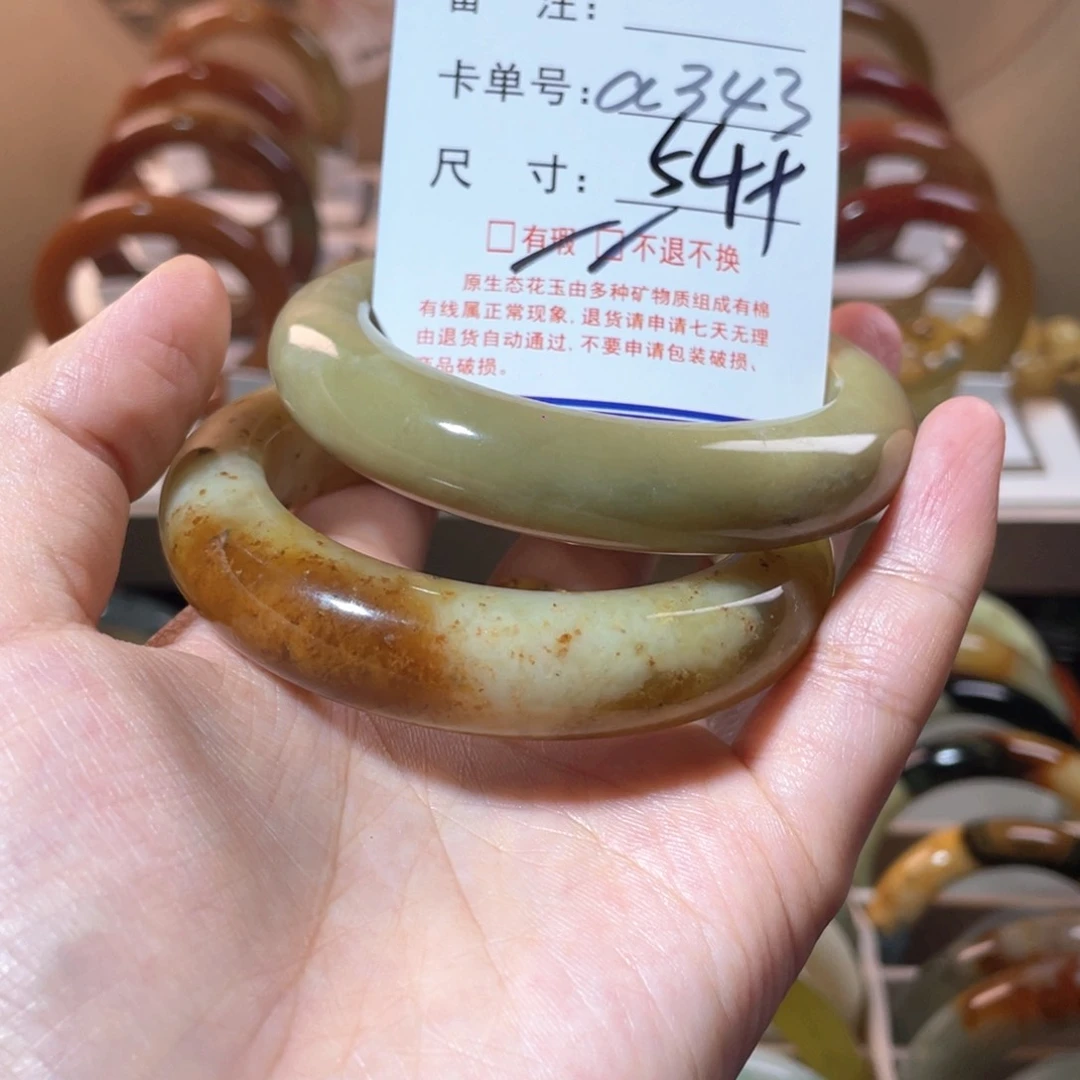 备 注：
卡单号：a343
尺 寸：544
□有瑕 □不退不换
原生态花玉由多种矿物质组成有棉
有线属正常现象，退货请申请七天无理
由退货自动通过，不要申请包装破损、
商品破损。